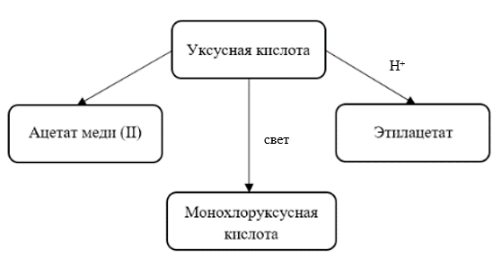 Уксусная кислота
H⁺
Ацетат меди (II)
Этилацетат
свет
Монохлоруксусная
кислота